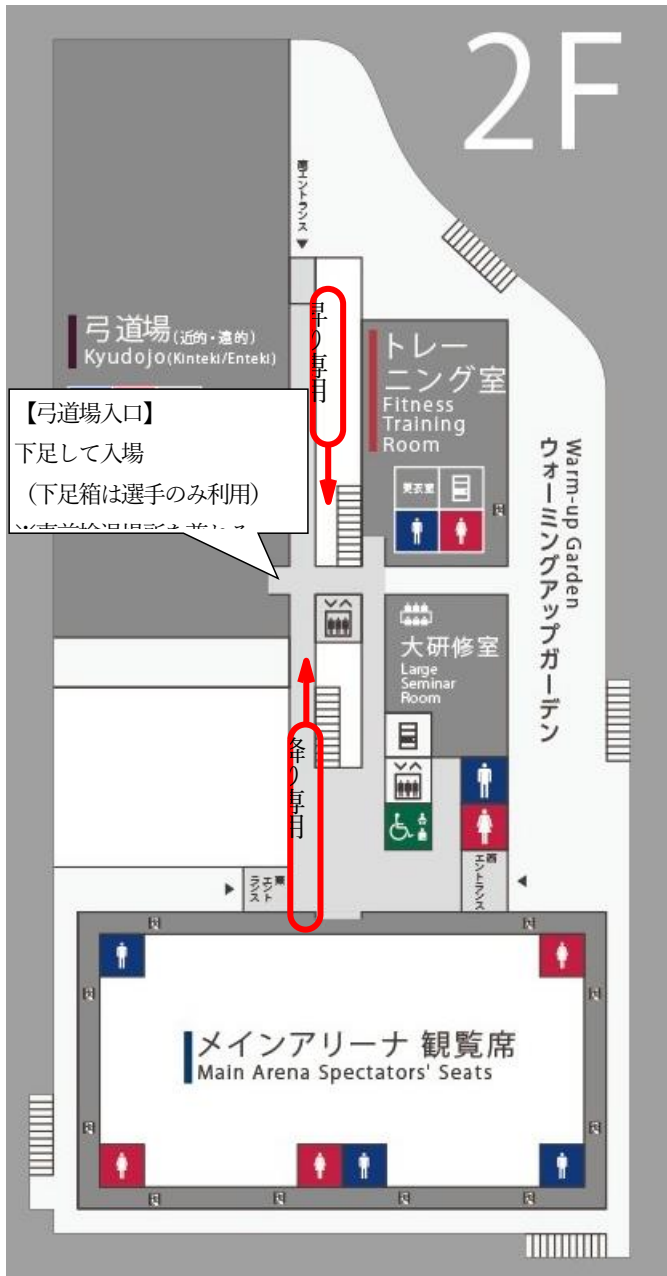 2F
南エントランス
昇り専用
弓道場(近的・遠的)
Kyudojo(Kinteki/Enteki)
トレー
ニング室
Fitness
Training
Room
更衣室
【弓道場入口】
下足して入場
（下足箱は選手のみ利用）
Warm-up Garden
ウォーミングアップガーデン
大研修室
Large
Seminar
Room
降り専用
東エント
ランス
西エントランス
メインアリーナ 観覧席
Main Arena Spectators' Seats